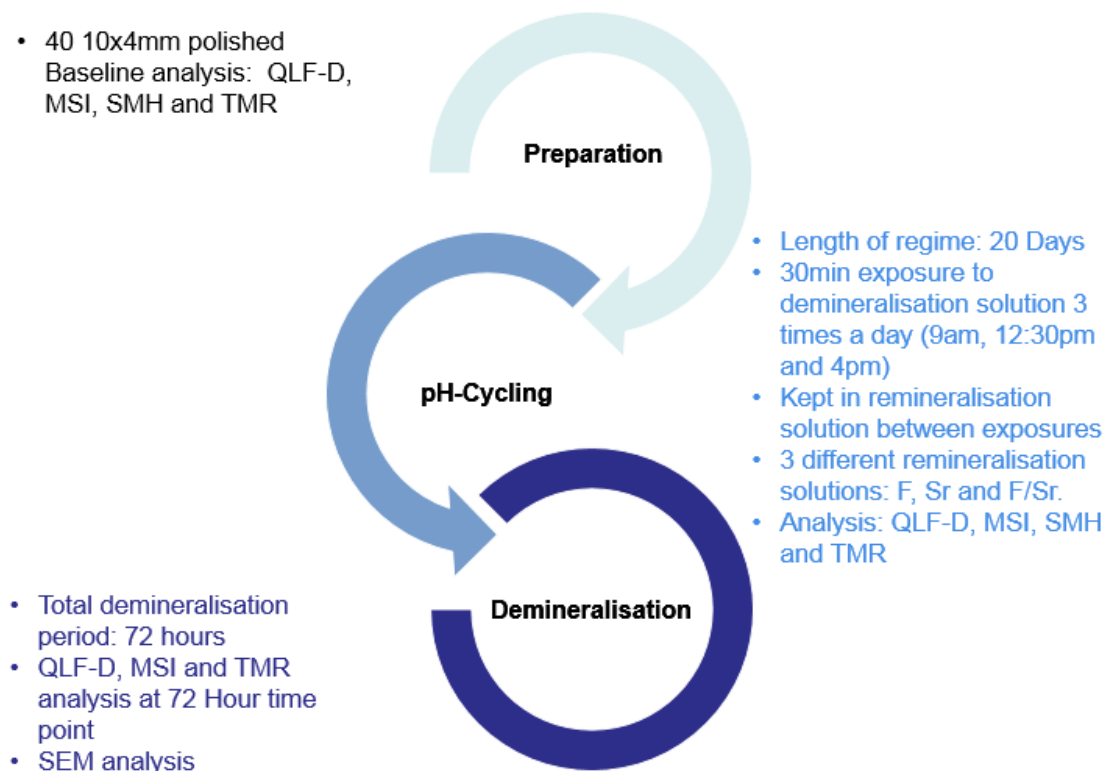 • 40 10x4mm polished
Baseline analysis: QLF-D,
MSI, SMH and TMR
Preparation
• Length of regime: 20 Days
• 30min exposure to
demineralisation solution 3
times a day (9am, 12:30pm
and 4pm)
• Kept in remineralisation
solution between exposures
• 3 different remineralisation
solutions: F, Sr and F/Sr.
• Analysis: QLF-D, MSI, SMH
and TMR
pH-Cycling
Demineralisation
• Total demineralisation
period: 72 hours
• QLF-D, MSI and TMR
analysis at 72 Hour time
point
• SEM analysis